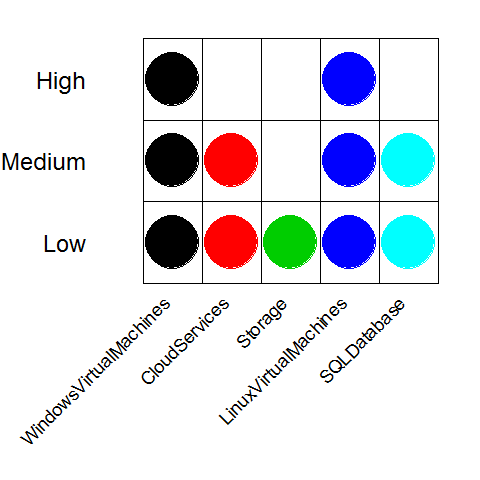 High
Medium
Low
WindowsVirtualMachines
CloudServices
Storage
LinuxVirtualMachines
SQLDatabase